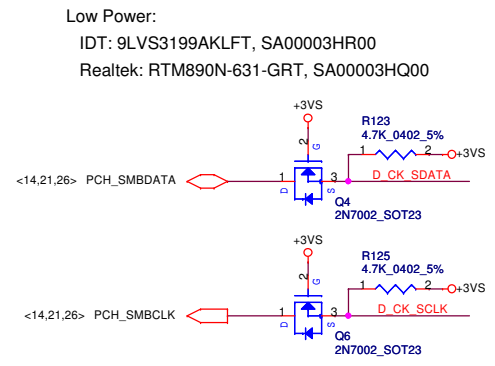 Low Power:
IDT: 9LVS3199AKLFT, SA00003HR00
Realtek: RTM890N-631-GRT, SA00003HQ00
+3VS
R123
4.7K_0402_5%
2
G
1
2
+3VS
<14,21,26> PCH_SMBDATA
1
3
D_CK_SDATA
D
S
Q4
2N7002_SOT23
+3VS
R125
4.7K_0402_5%
2
G
1
2
+3VS
<14,21,26> PCH_SMBCLK
1
3
D_CK_SCLK
D
S
Q6
2N7002_SOT23